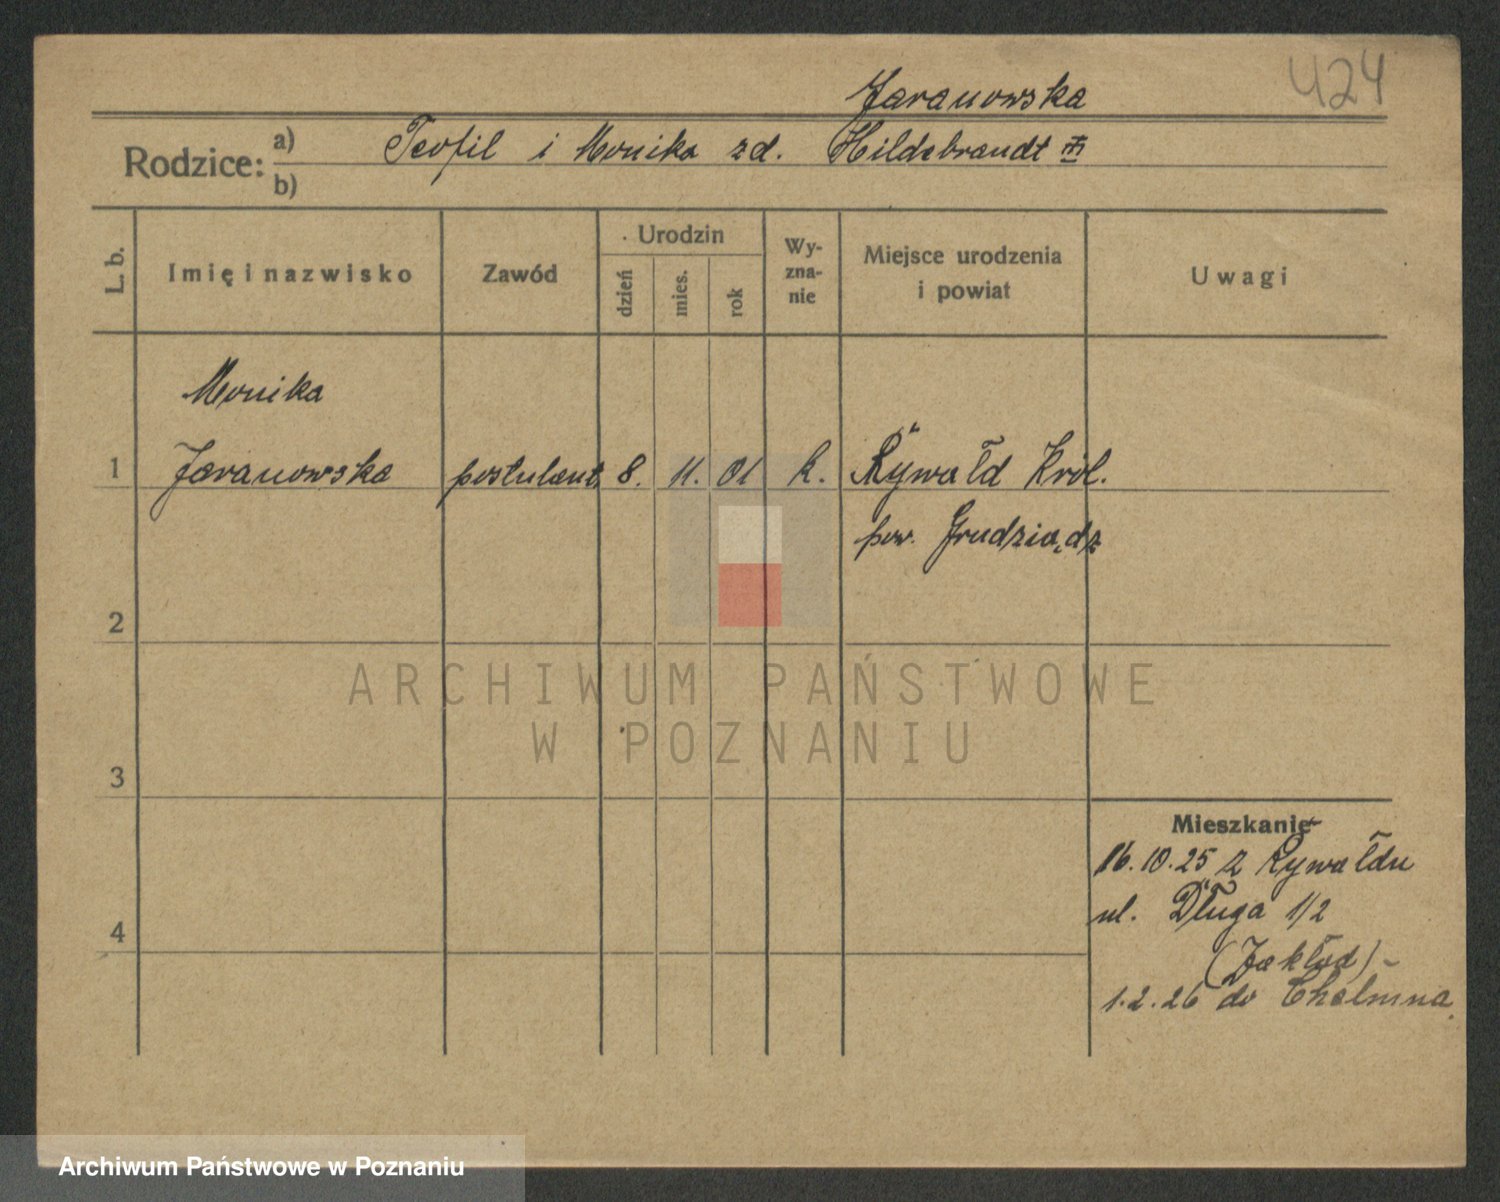 424
Jaranowska
Rodzice: a) Teofil i Monika zd. Hildebrandt
b)
L. b.
Imię i nazwisko
Zawód
Urodzin
dzień
mies.
rok
Wy-
zna-
nie
Miejsce urodzenia
i powiat
Uwagi
Monika
1 Jaranowska postulant. 8. 11. 01 k. Rywałd Król.
pow. Grudziądz
2
ARCHIWUM PAŃSTWOWE
W POZNANIU
3
Mieszkanie
16.10.25 z Rywałdu
ul. Długa 1/2
(Zakład) -
4
1.2.26 do Chełmna
Archiwum Państwowe w Poznaniu